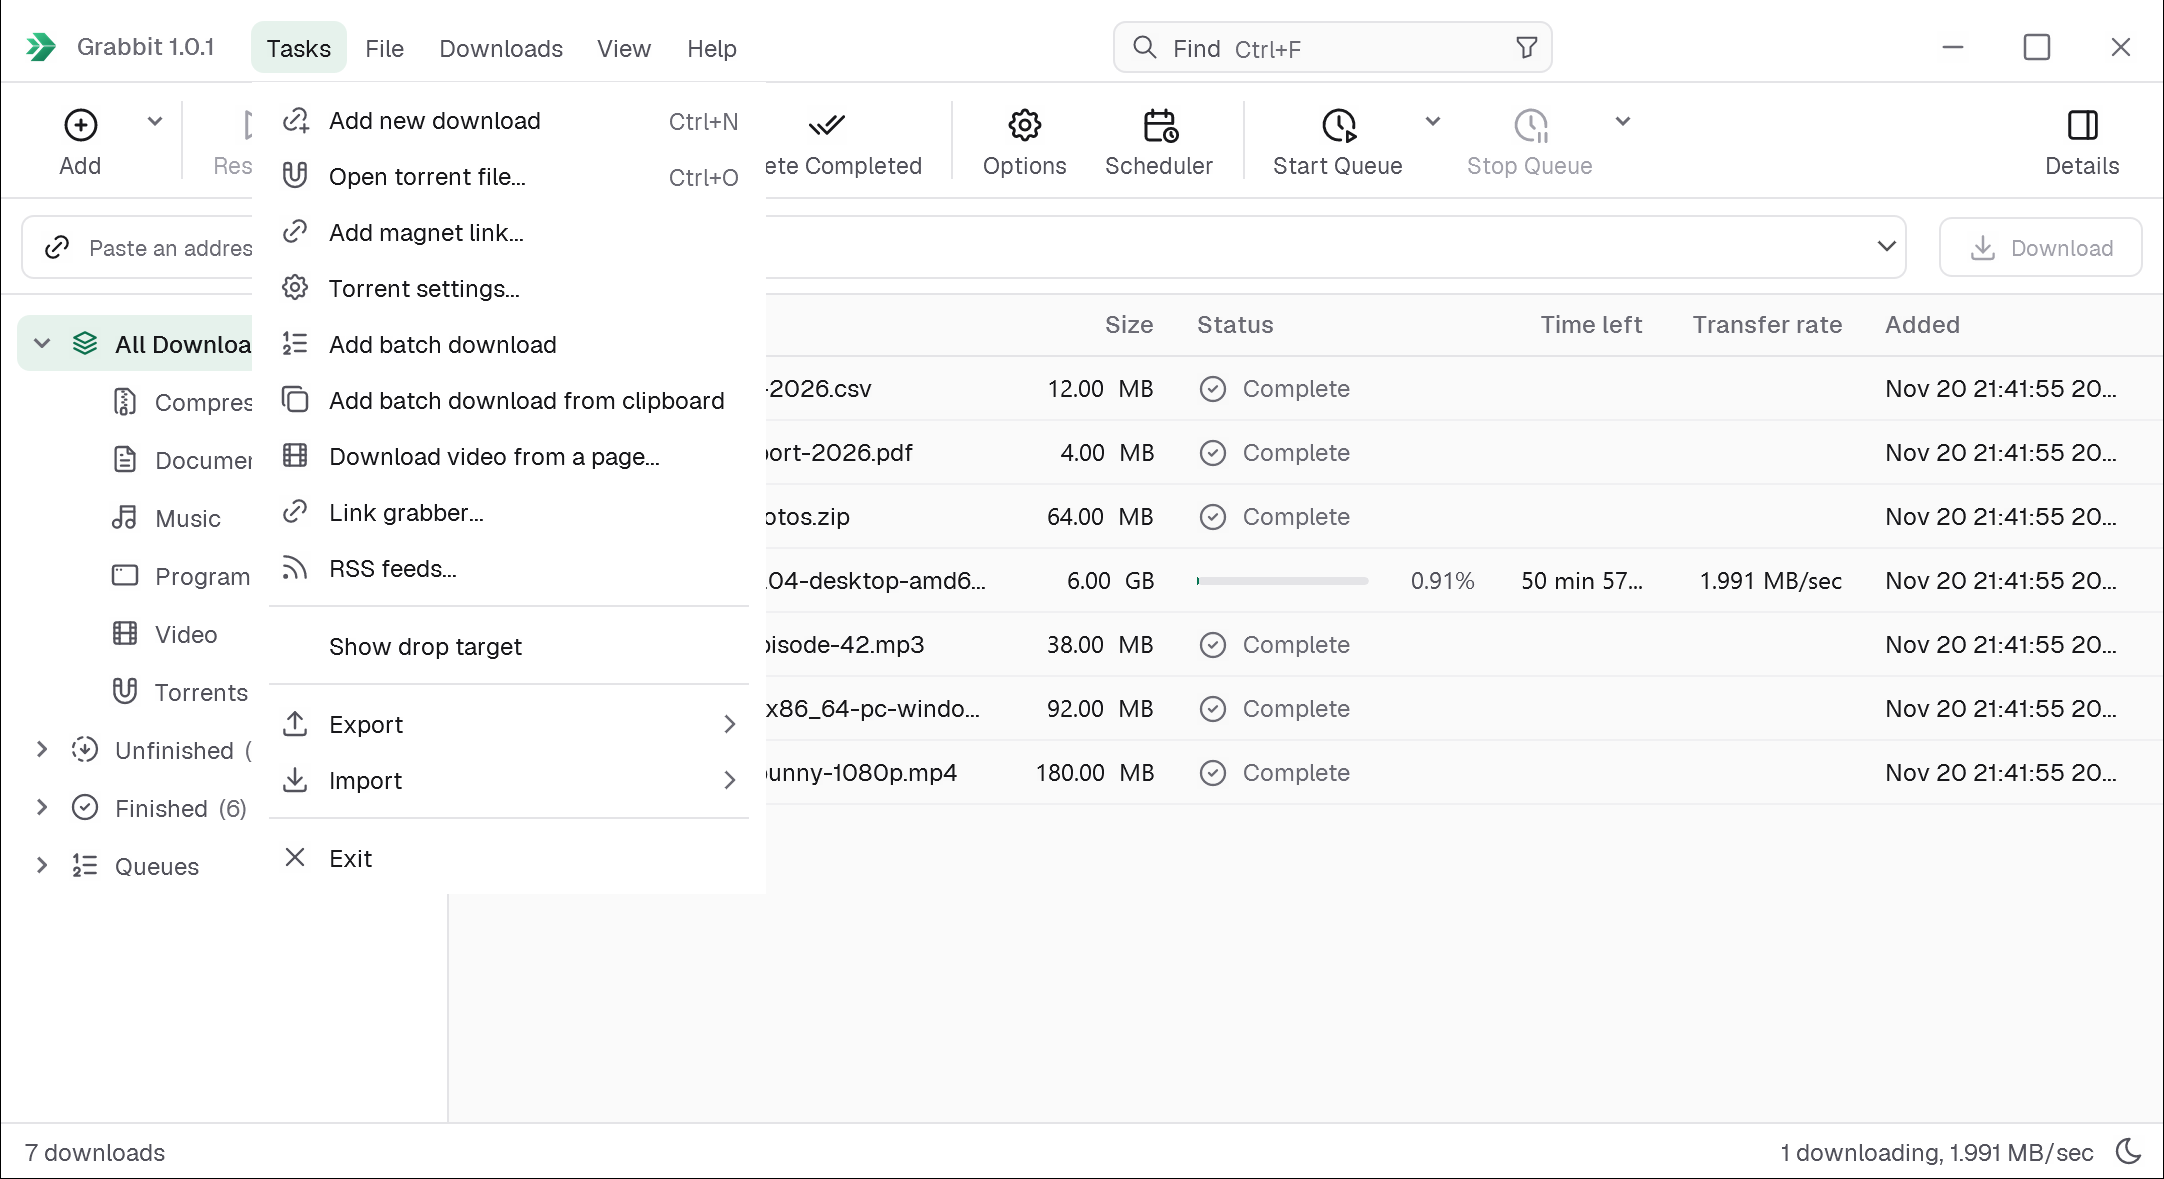 Grabbit 1.0.1 Tasks File Downloads View Help Find Ctrl+F
Add Res ete Completed Options Scheduler Start Queue Stop Queue Details
Paste an addres Download
Add new download Ctrl+N
Open torrent file... Ctrl+O
Add magnet link...
Torrent settings...
Add batch download
Add batch download from clipboard
Download video from a page...
Link grabber...
RSS feeds...
Show drop target
Export
Import
Exit
All Downloa
Compres
Documen
Music
Program
Video
Torrents
Unfinished (
Finished (6)
Queues
Size Status Time left Transfer rate Added
-2026.csv 12.00 MB Complete Nov 20 21:41:55 20...
ort-2026.pdf 4.00 MB Complete Nov 20 21:41:55 20...
otos.zip 64.00 MB Complete Nov 20 21:41:55 20...
.04-desktop-amd6... 6.00 GB 0.91% 50 min 57... 1.991 MB/sec Nov 20 21:41:55 20...
isode-42.mp3 38.00 MB Complete Nov 20 21:41:55 20...
x86_64-pc-windo... 92.00 MB Complete Nov 20 21:41:55 20...
unny-1080p.mp4 180.00 MB Complete Nov 20 21:41:55 20...
7 downloads 1 downloading, 1.991 MB/sec